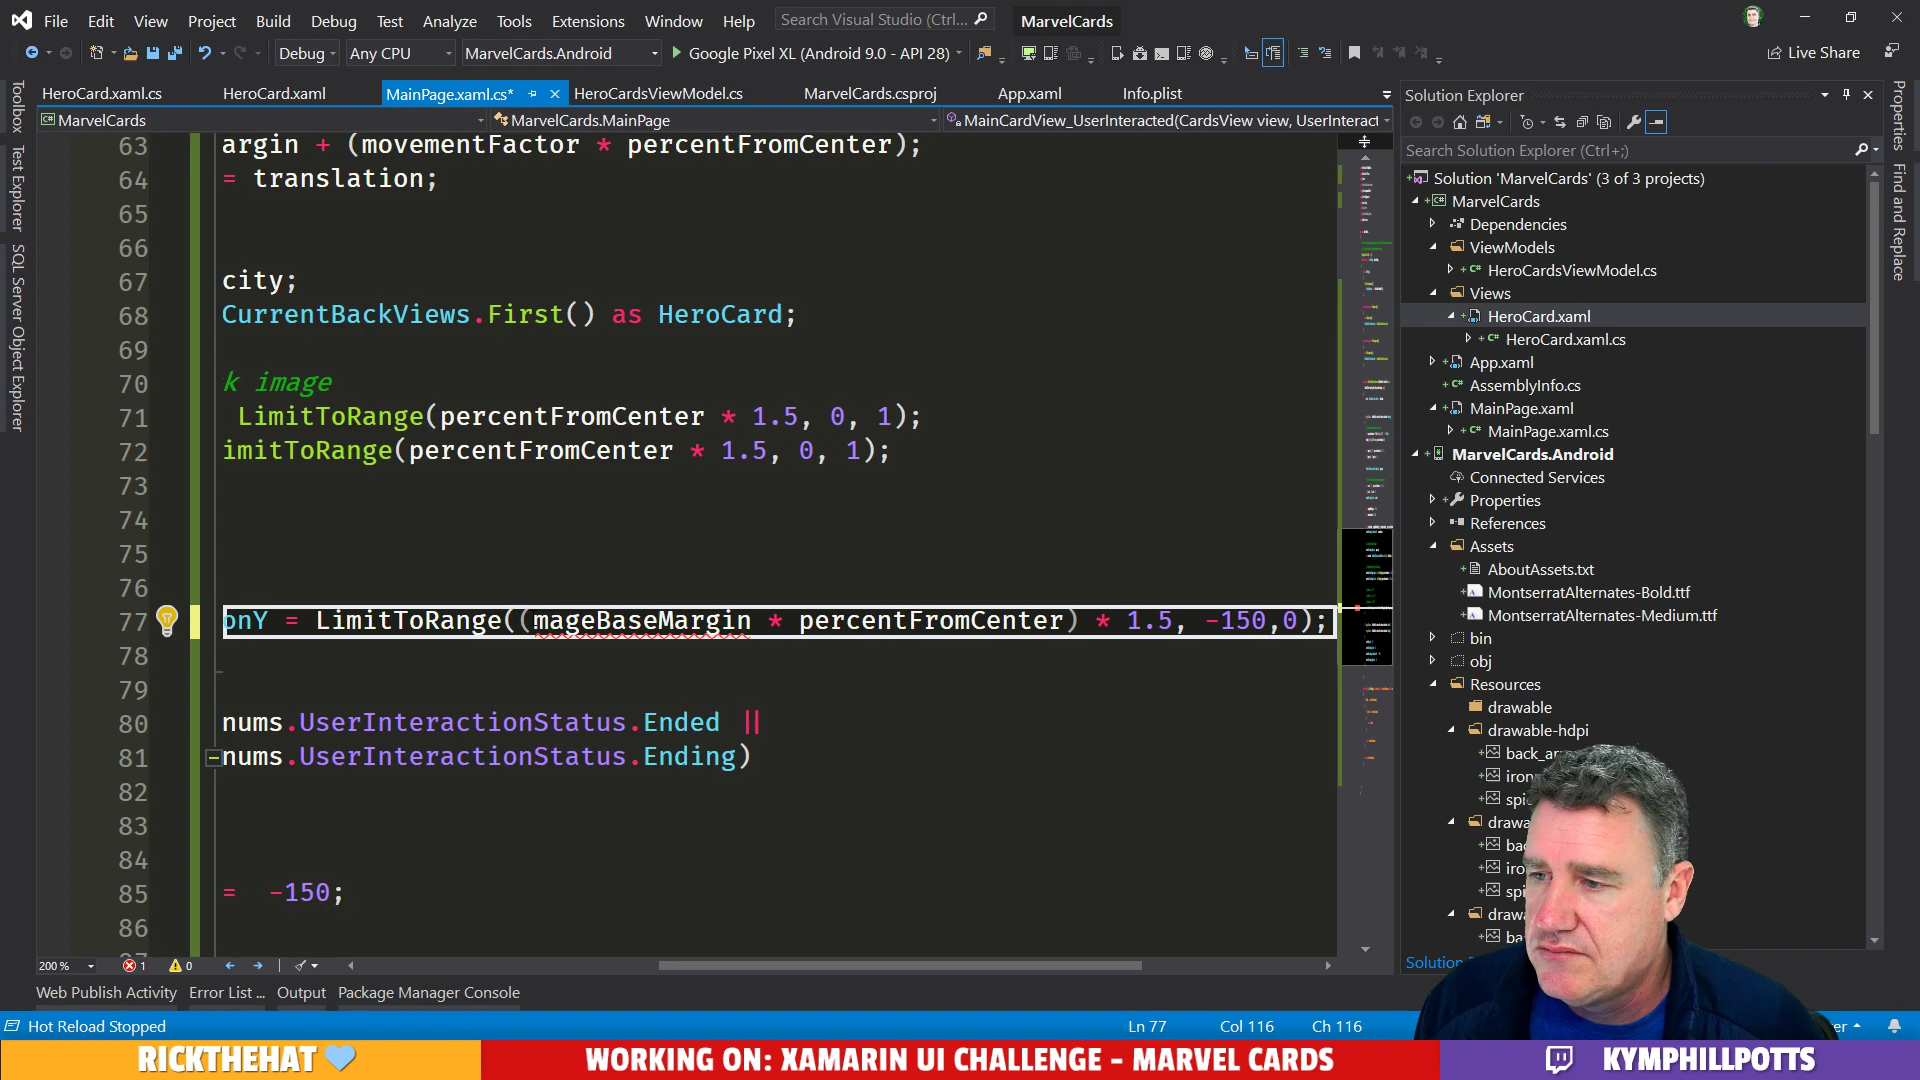 File Edit View Project Build Debug Test Analyze Tools Extensions Window Help Search Visual Studio (Ctrl... MarvelCards
Debug Any CPU MarvelCards.Android Google Pixel XL (Android 9.0 - API 28) Live Share
HeroCard.xaml.cs HeroCard.xaml MainPage.xaml.cs* HeroCardsViewModel.cs MarvelCards.csproj App.xaml Info.plist
MarvelCards MarvelCards.MainPage MainCardView_UserInteracted(CardsView view, UserInteract
63 argin + (movementFactor * percentFromCenter);
64 = translation;
65
66
67 city;
68 CurrentBackViews.First() as HeroCard;
69
70 k image
71 LimitToRange(percentFromCenter * 1.5, 0, 1);
72 imitToRange(percentFromCenter * 1.5, 0, 1);
73
74
75
76
77 onY = LimitToRange((mageBaseMargin * percentFromCenter) * 1.5, -150,0);
78
79
80 nums.UserInteractionStatus.Ended ||
81 nums.UserInteractionStatus.Ending)
82
83
84
85 = -150;
86
200 % 1 0
Web Publish Activity Error List ... Output Package Manager Console
Hot Reload Stopped Ln 77 Col 116 Ch 116
Toolbox
Test Explorer
SQL Server Object Explorer
Solution Explorer
Search Solution Explorer (Ctrl+;)
Solution 'MarvelCards' (3 of 3 projects)
MarvelCards
Dependencies
ViewModels
HeroCardsViewModel.cs
Views
HeroCard.xaml
HeroCard.xaml.cs
App.xaml
AssemblyInfo.cs
MainPage.xaml
MainPage.xaml.cs
MarvelCards.Android
Connected Services
Properties
References
Assets
AboutAssets.txt
MontserratAlternates-Bold.ttf
MontserratAlternates-Medium.ttf
bin
obj
Resources
drawable
drawable-hdpi
Properties
Find and Replace
RICKTHEHAT
WORKING ON: XAMARIN UI CHALLENGE - MARVEL CARDS
KYMPHILLPOTTS